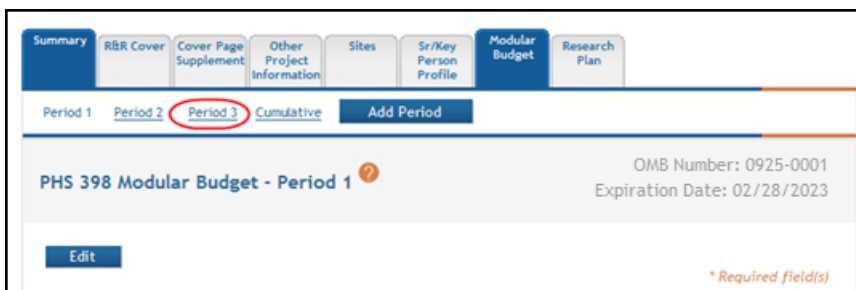 Summary
R&R Cover
Cover Page
Supplement
Other
Project
Information
Sites
Sr/Key
Person
Profile
Modular
Budget
Research
Plan
Period 1 Period 2 Period 3 Cumulative Add Period
PHS 398 Modular Budget - Period 1 ?
OMB Number: 0925-0001
Expiration Date: 02/28/2023
Edit
* Required field(s)